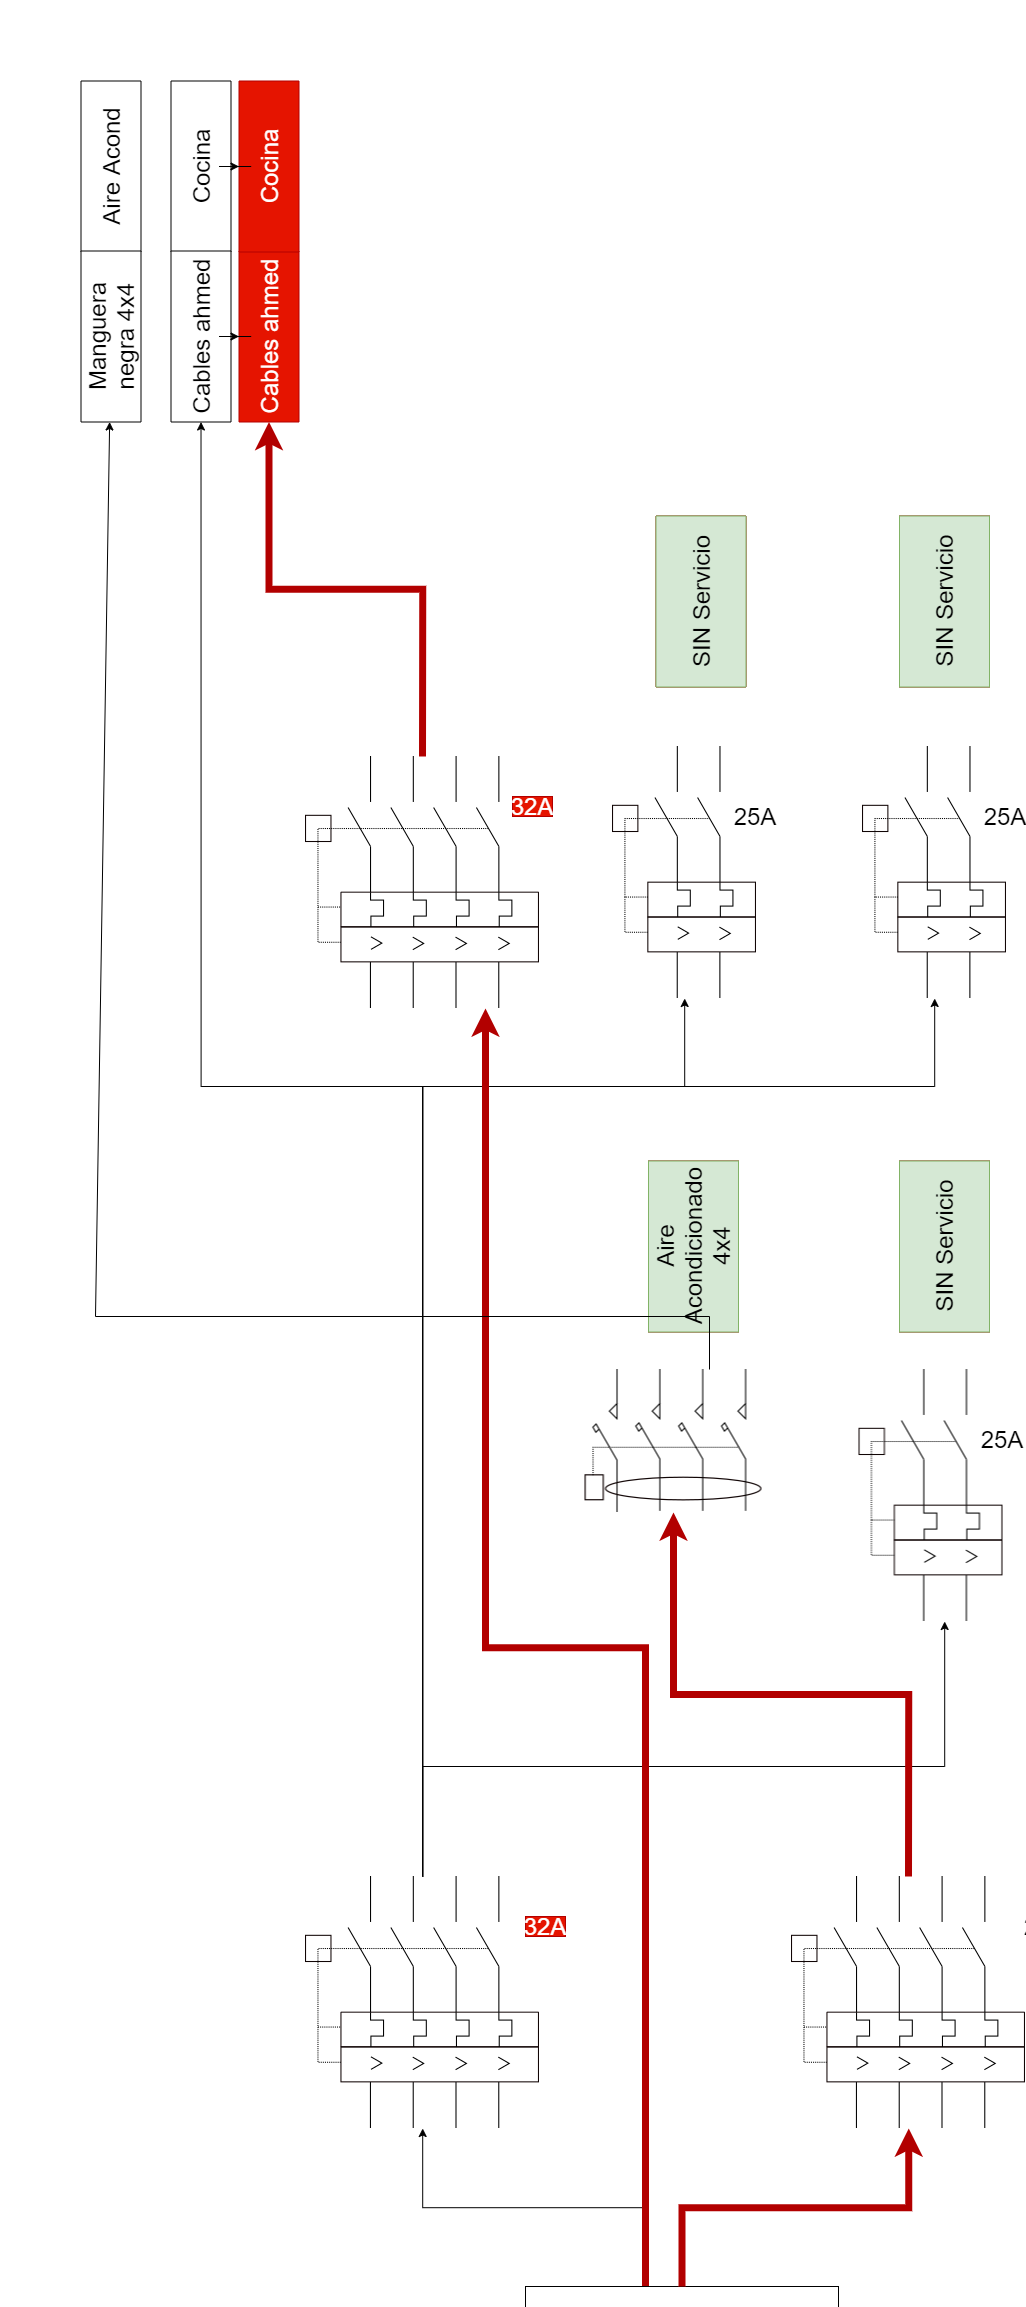 Aire Acond
Manguera
negra 4x4
Cocina
Cables ahmed
Cocina
Cables ahmed
SIN Servicio
SIN Servicio
32A
25A
25A
Aire
Acondicionado
4x4
SIN Servicio
25A
32A